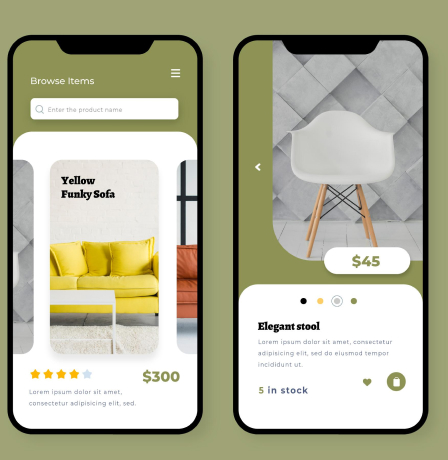 Browse Items
Enter the product name
Yellow
Funky Sofa
$300
Lorem ipsum dolor sit amet,
consectetur adipisicing elit, sed.
$45
Elegant stool
Lorem ipsum dolor sit amet, consectetur
adipisicing elit, sed do eiusmod tempor
incididunt ut.
5 in stock